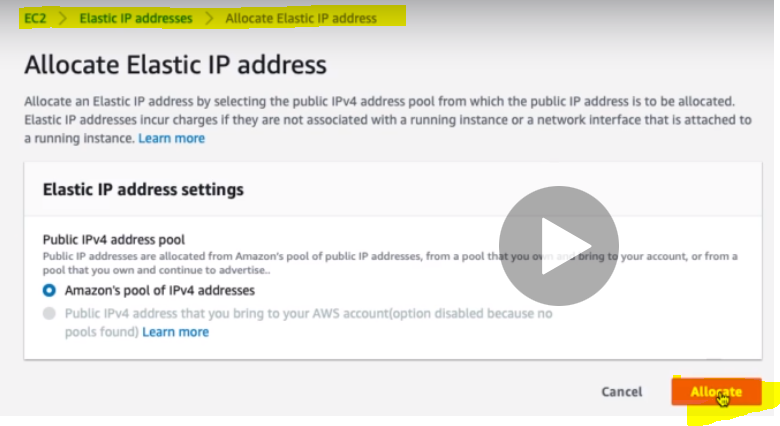 EC2 > Elastic IP addresses > Allocate Elastic IP address
Allocate Elastic IP address
Allocate an Elastic IP address by selecting the public IPv4 address pool from which the public IP address is to be allocated.
Elastic IP addresses incur charges if they are not associated with a running instance or a network interface that is attached to
a running instance. Learn more
Elastic IP address settings
Public IPv4 address pool
Public IP addresses are allocated from Amazon's pool of public IP addresses, from a pool that you own and bring to your account, or from a
pool that you own and continue to advertise..
Amazon's pool of IPv4 addresses
Public IPv4 address that you bring to your AWS account(option disabled because no
pools found) Learn more
Cancel
Allocate